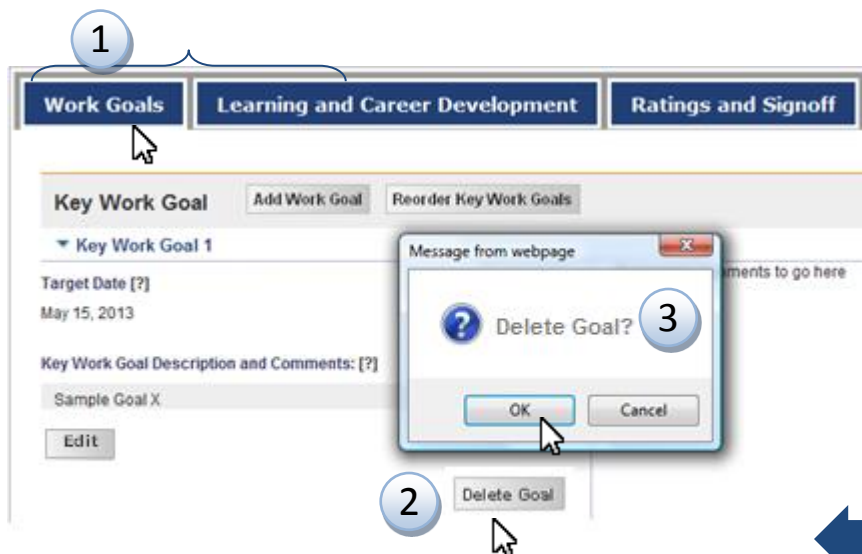 1
Work Goals Learning and Career Development Ratings and Signoff
Key Work Goal Add Work Goal Reorder Key Work Goals
Key Work Goal 1
Message from webpage
ments to go here
Target Date [?]
May 15, 2013
Delete Goal? 3
Key Work Goal Description and Comments: [?]
Sample Goal X
OK Cancel
Edit
2 Delete Goal